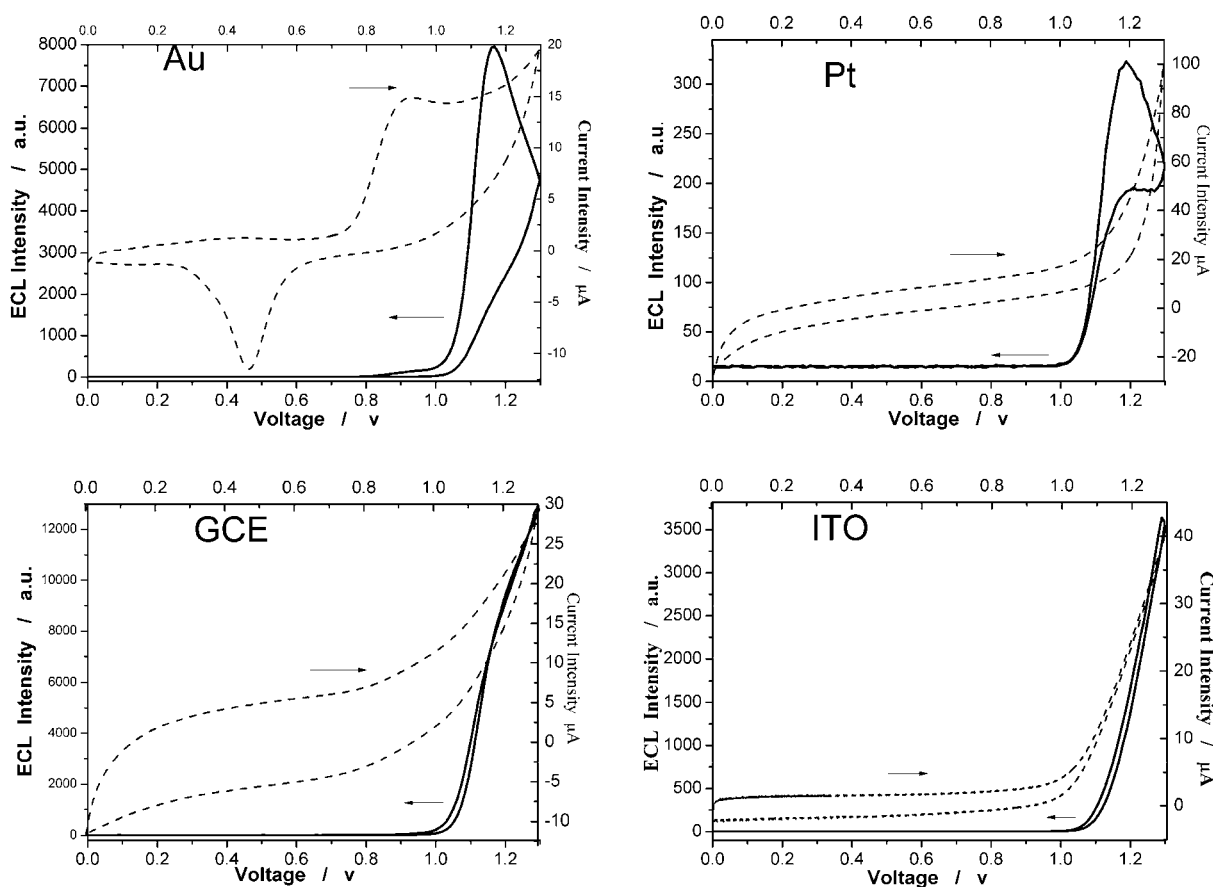 0.0 0.2 0.4 0.6 0.8 1.0 1.2
Au
8000
7000
6000
5000
4000
3000
2000
1000
0
ECL Intensity / a.u.
20
15
10
5
0
-5
-10
Current Intensity / µA
0.0 0.2 0.4 0.6 0.8 1.0 1.2
Voltage / v
0.0 0.2 0.4 0.6 0.8 1.0 1.2
Pt
300
250
200
150
100
50
0
ECL Intensity / a.u.
100
80
60
40
20
0
-20
Current Intensity µA
0.0 0.2 0.4 0.6 0.8 1.0 1.2
Voltage / v
0.0 0.2 0.4 0.6 0.8 1.0 1.2
GCE
12000
10000
8000
6000
4000
2000
0
ECL Intensity / a.u.
30
25
20
15
10
5
0
-5
-10
Current Intensity µA
0.0 0.2 0.4 0.6 0.8 1.0 1.2
Voltage / v
0.0 0.2 0.4 0.6 0.8 1.0 1.2
ITO
3500
3000
2500
2000
1500
1000
500
0
ECL Intensity / a.u.
40
30
20
10
0
Current Intensity / µA
0.0 0.2 0.4 0.6 0.8 1.0 1.2
Voltage / v